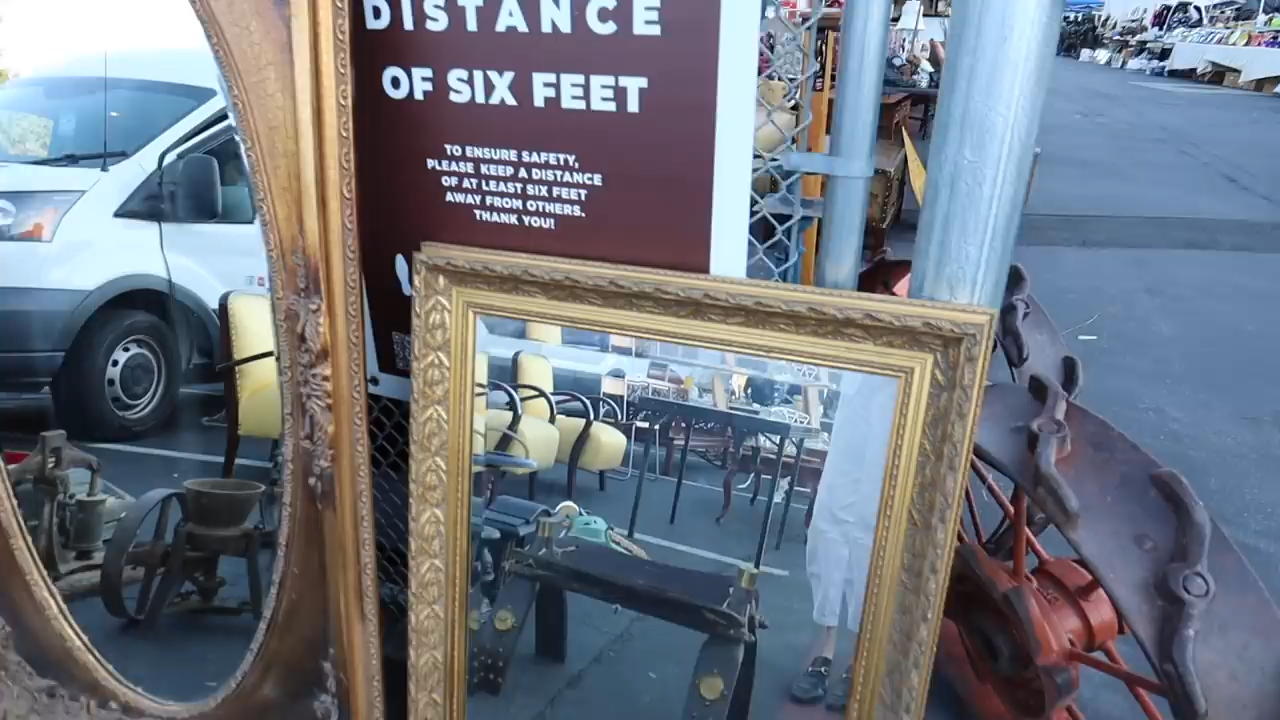 DISTANCE
OF SIX FEET
TO ENSURE SAFETY,
PLEASE KEEP A DISTANCE
OF AT LEAST SIX FEET
AWAY FROM OTHERS.
THANK YOU!